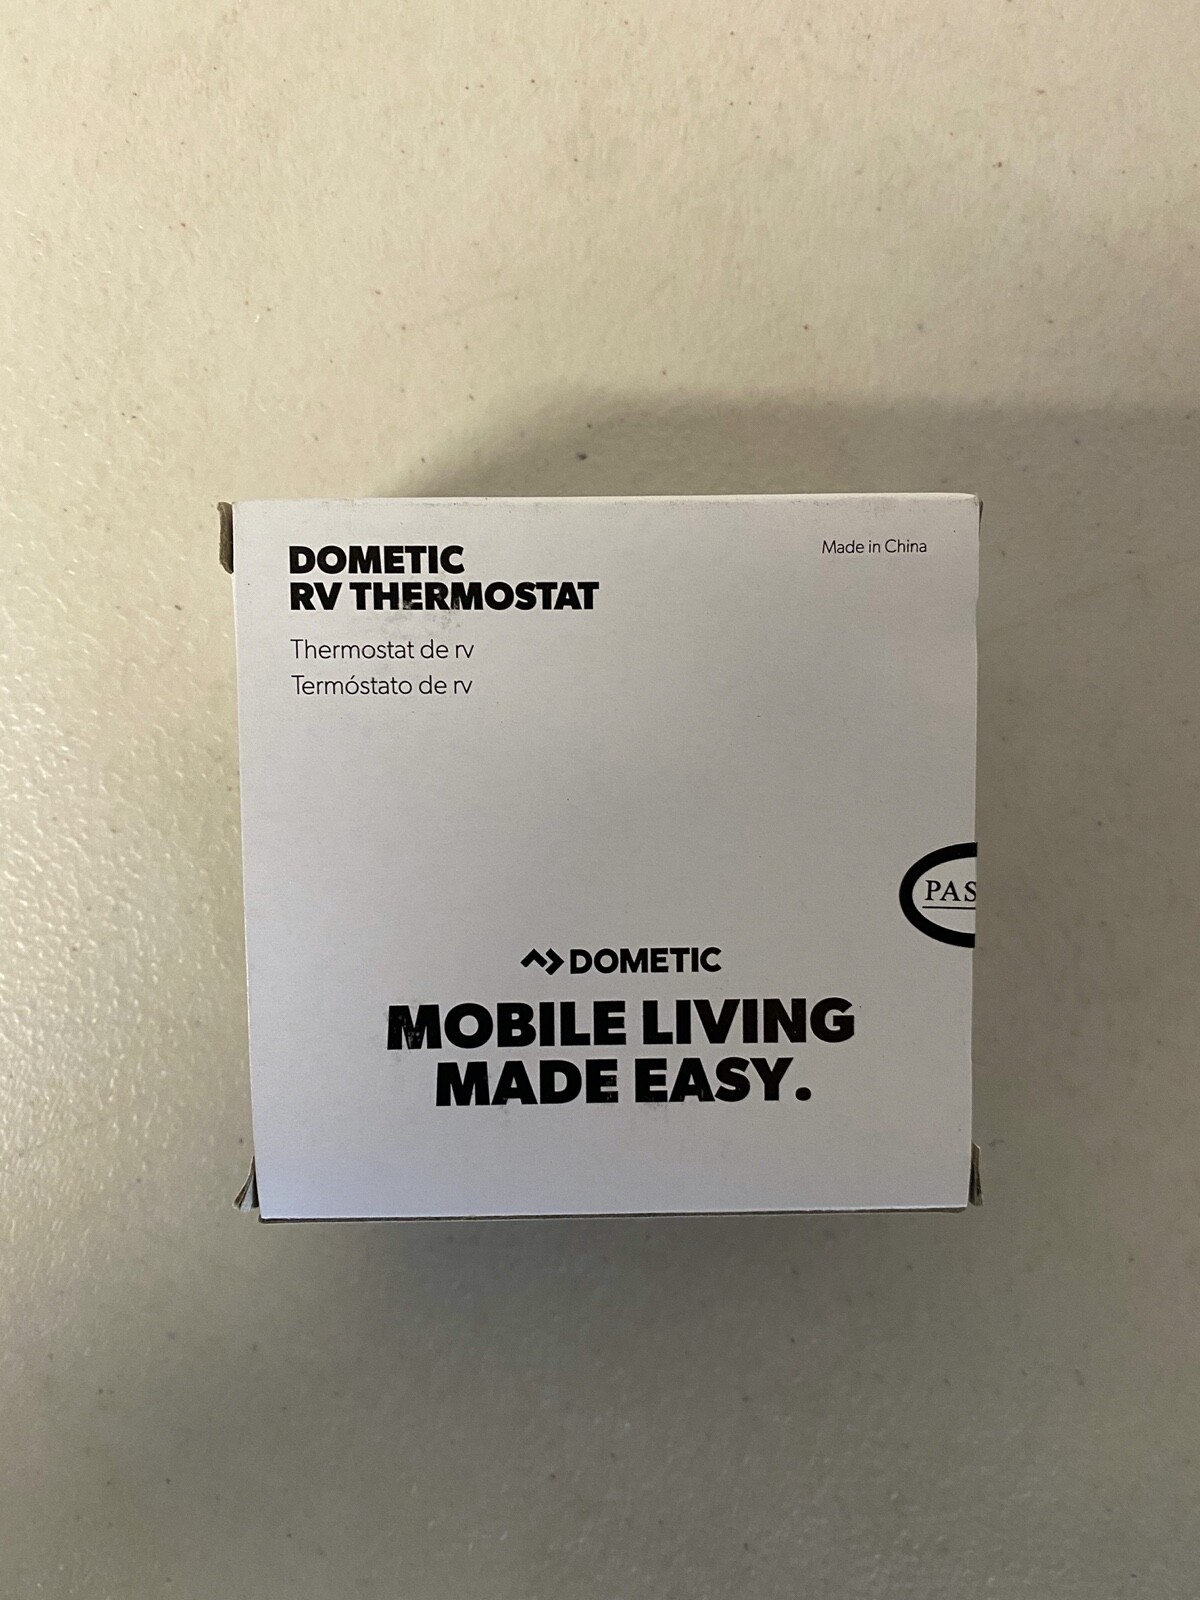 DOMETIC
RV THERMOSTAT
Made in China
Thermostat de rv
Termóstato de rv
PAS
DOMETIC
MOBILE LIVING
MADE EASY.